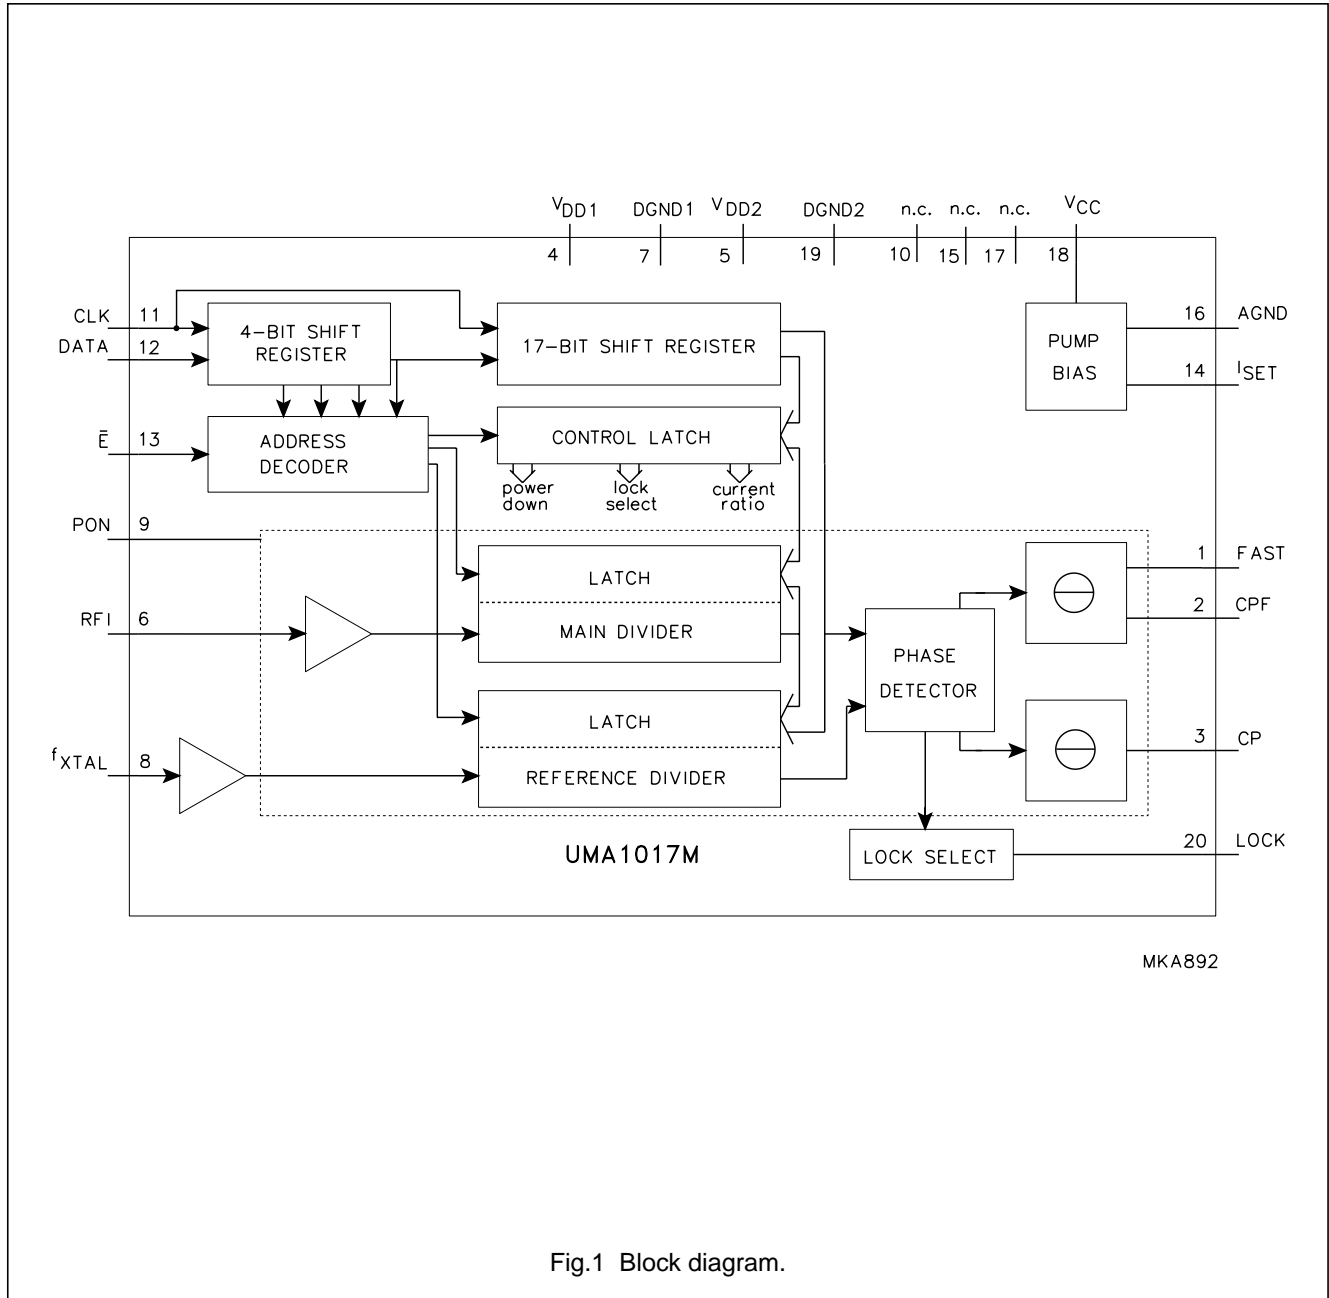 VDD1 DGND1 VDD2 DGND2 n.c. n.c. n.c. VCC
4 7 5 19 10 15 17 18
CLK 11
DATA 12
4-BIT SHIFT
REGISTER
17-BIT SHIFT REGISTER
PUMP
BIAS
16 AGND
14 ISET
E̅ 13
ADDRESS
DECODER
CONTROL LATCH
power
down
lock
select
current
ratio
PON 9
LATCH
MAIN DIVIDER
RFI 6
PHASE
DETECTOR
1 FAST
2 CPF
LATCH
REFERENCE DIVIDER
fXTAL 8
3 CP
LOCK SELECT
20 LOCK
UMA1017M
MKA892
Fig.1 Block diagram.